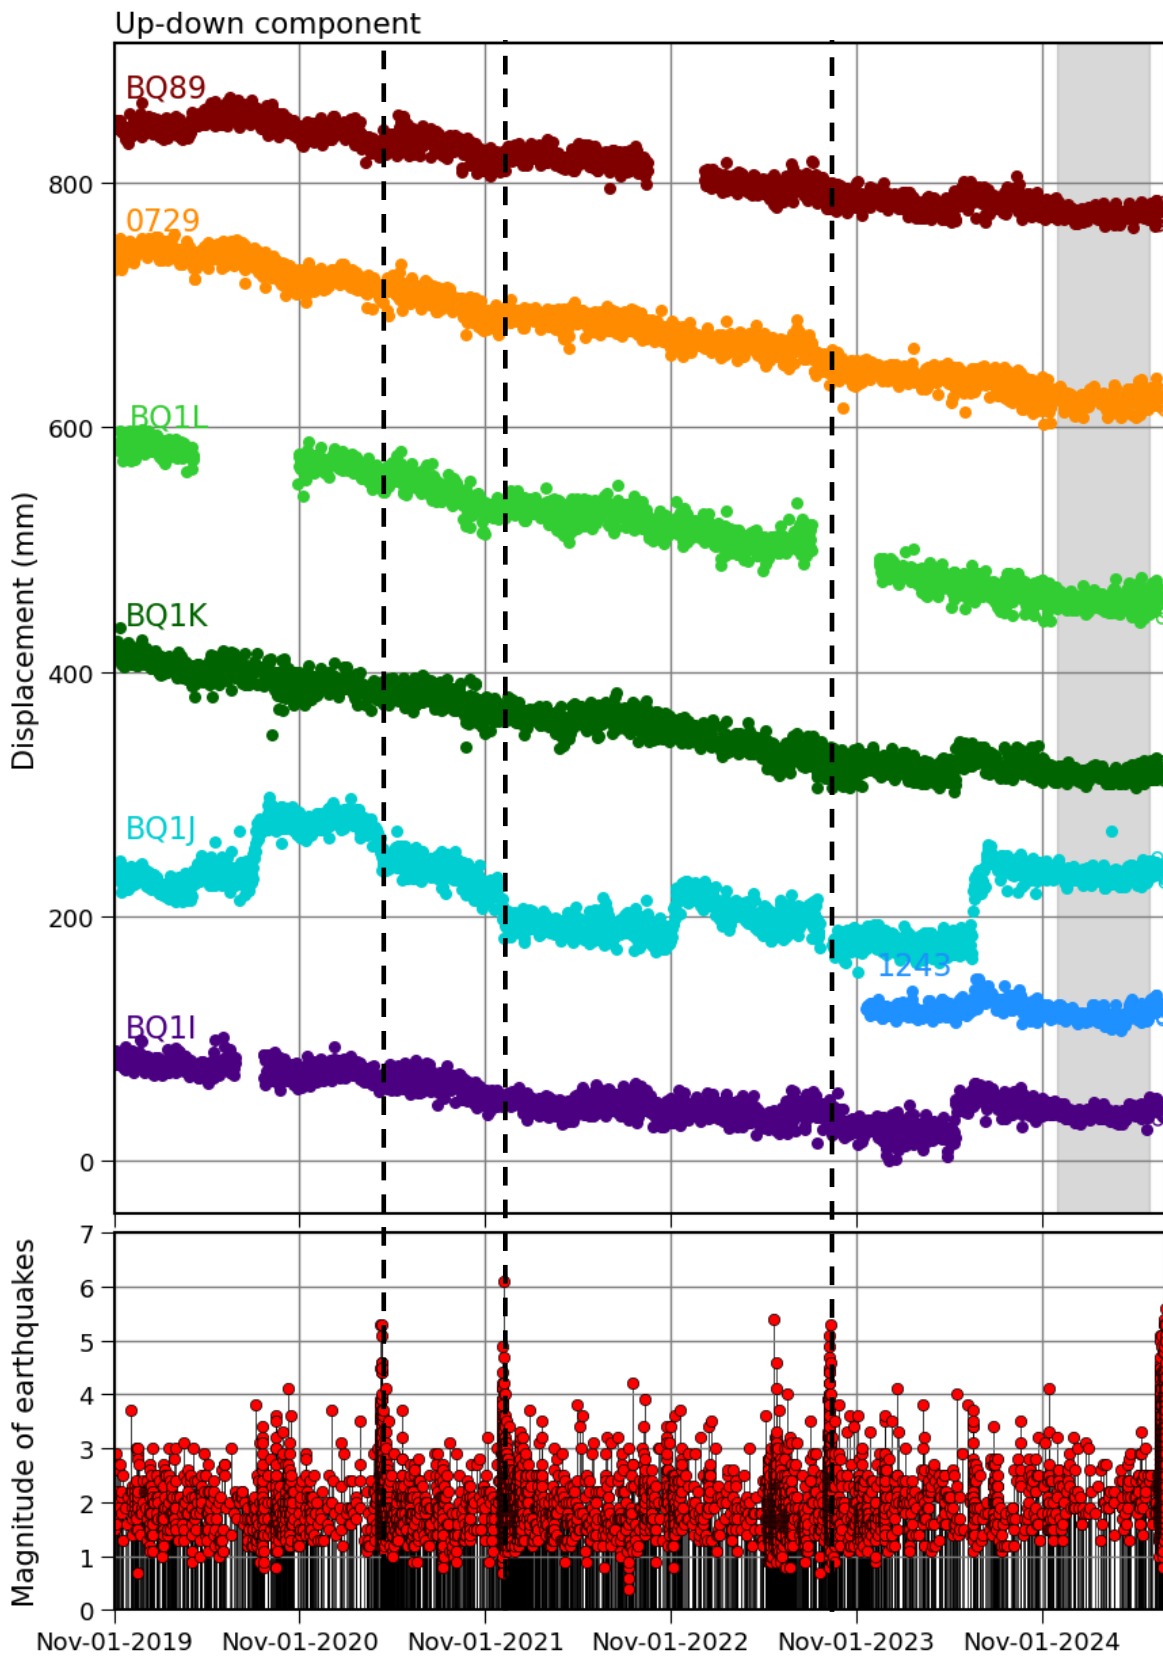 Up-down component
BQ89
800
0729
600
BQ1L
Displacement (mm)
BQ1K
400
BQ1J
200
1243
BQ1I
0
7
6
5
4
3
2
1
0
Magnitude of earthquakes
Nov-01-2019 Nov-01-2020 Nov-01-2021 Nov-01-2022 Nov-01-2023 Nov-01-2024